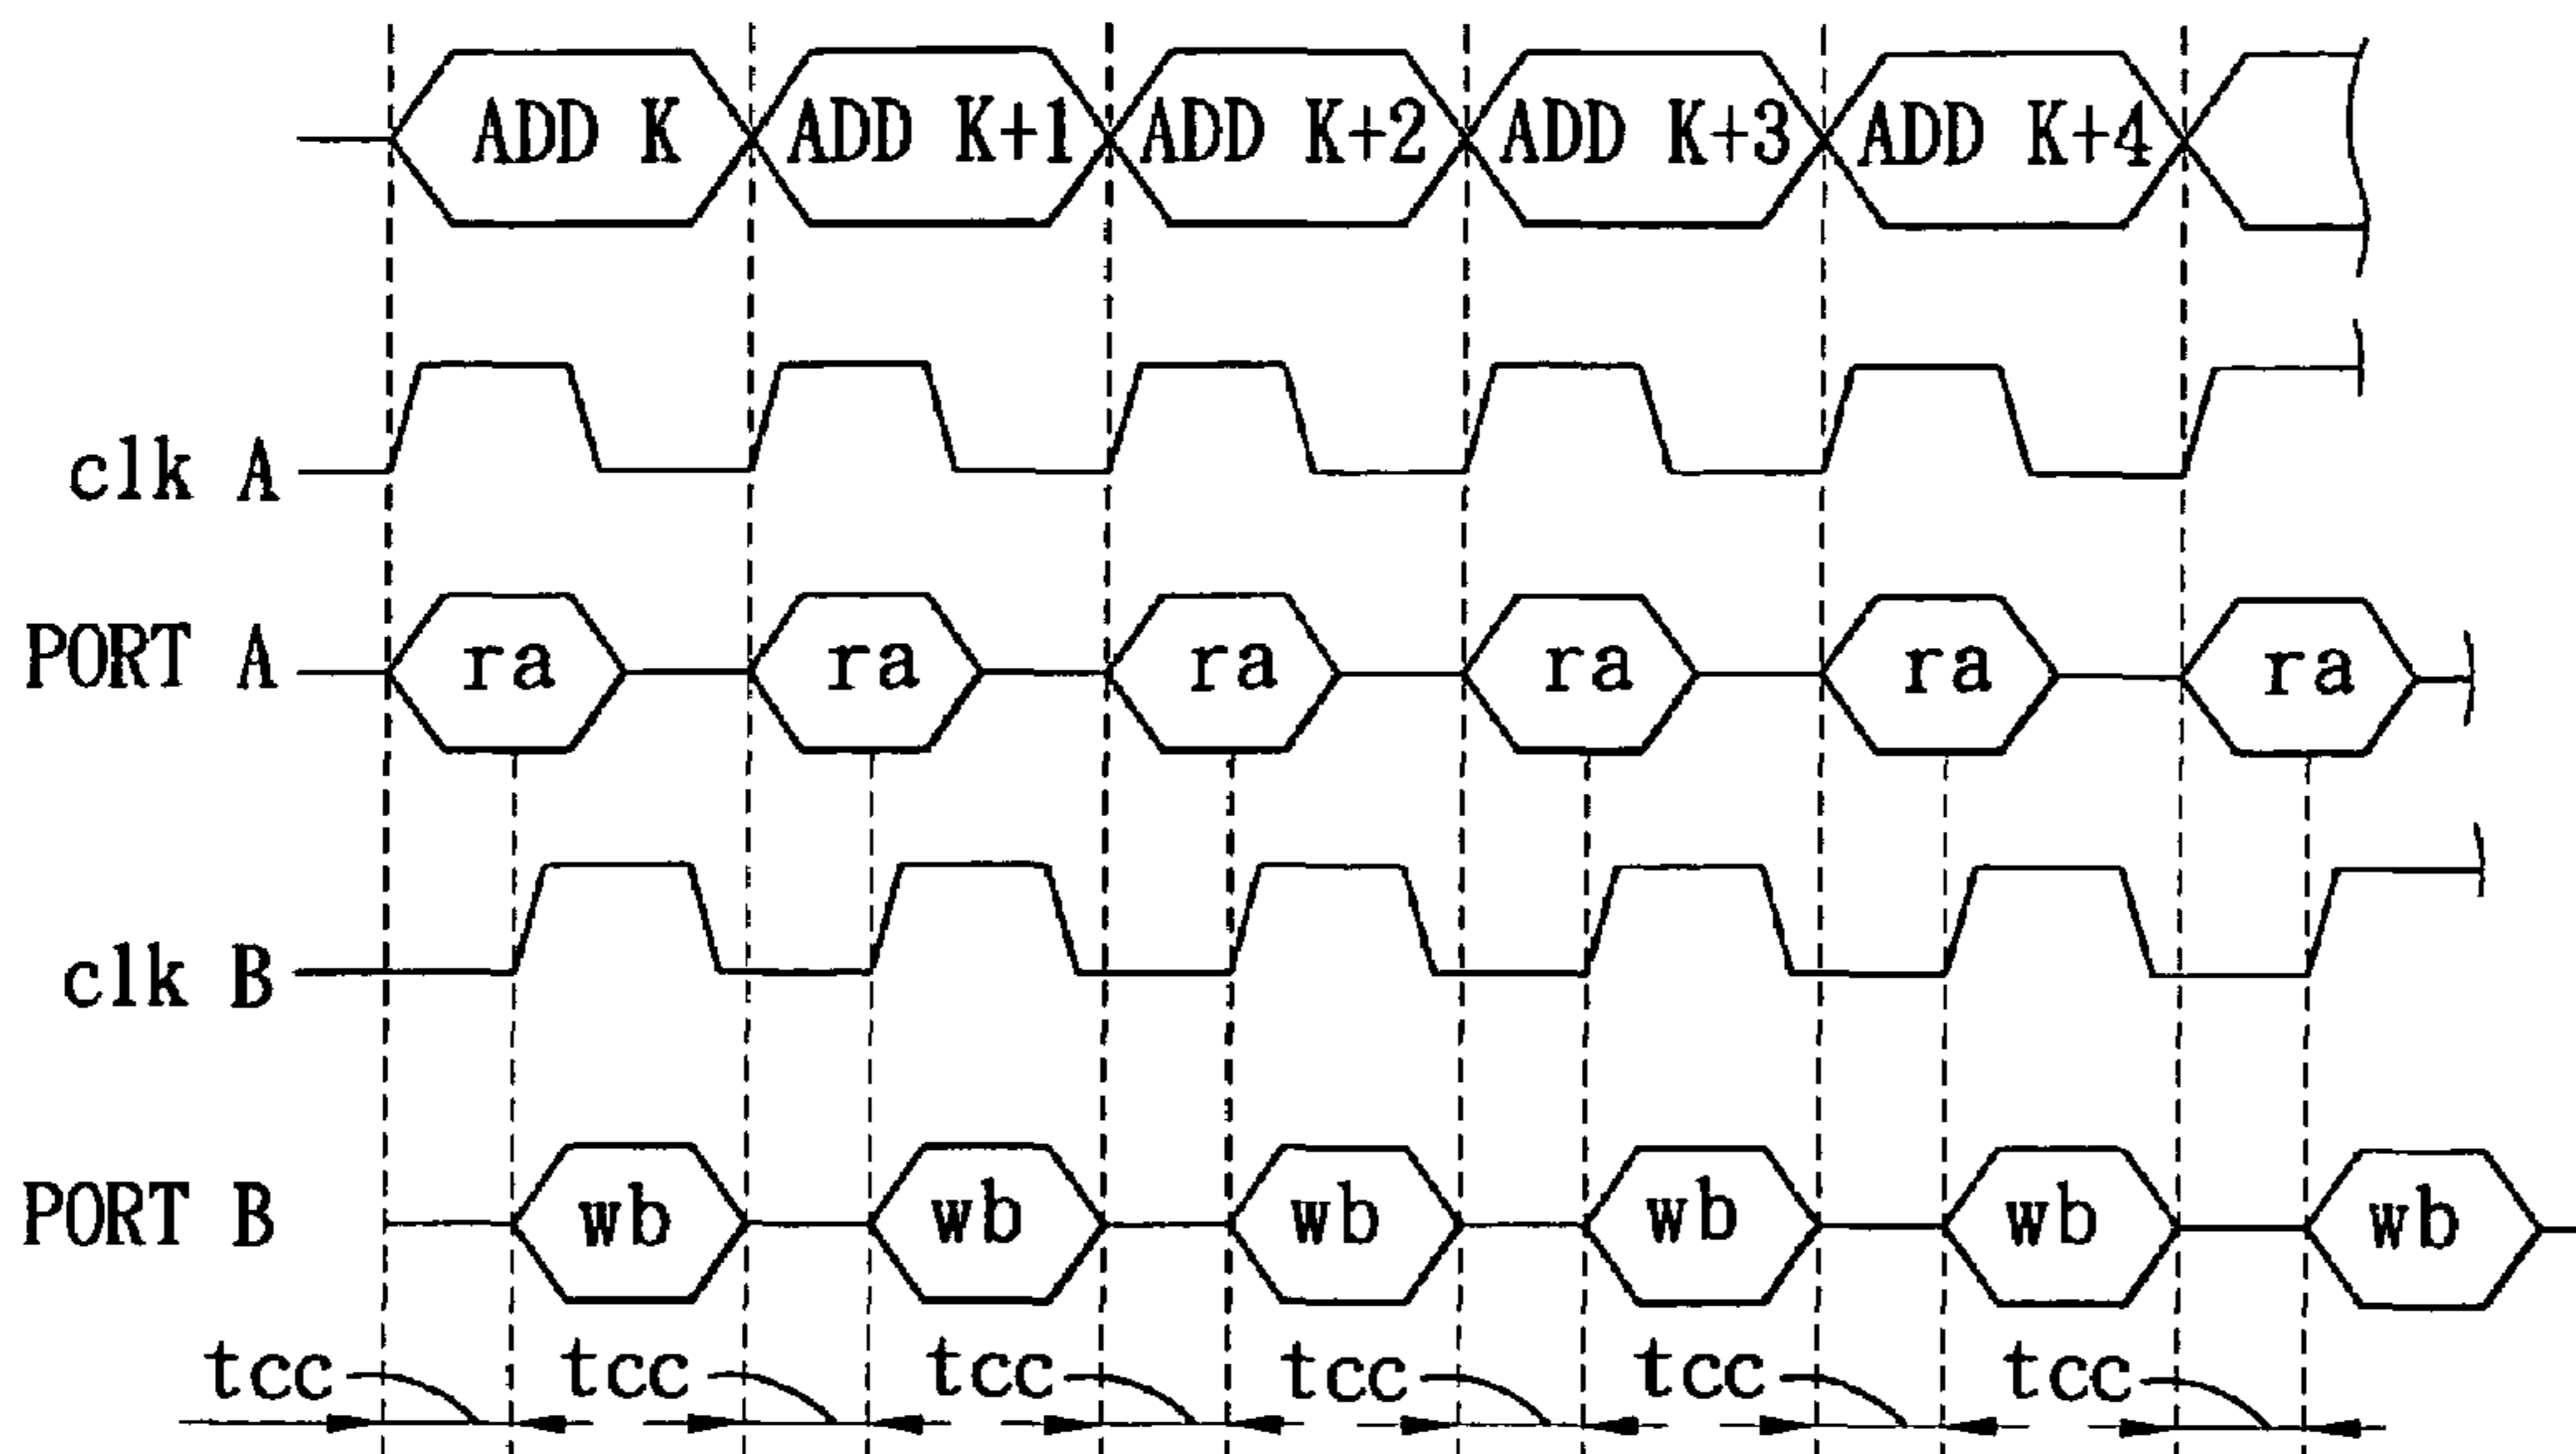 ADD K ADD K+1 ADD K+2 ADD K+3 ADD K+4
clk A
PORT A ra ra ra ra ra ra
clk B
PORT B wb wb wb wb wb wb
tcc tcc tcc tcc tcc tcc